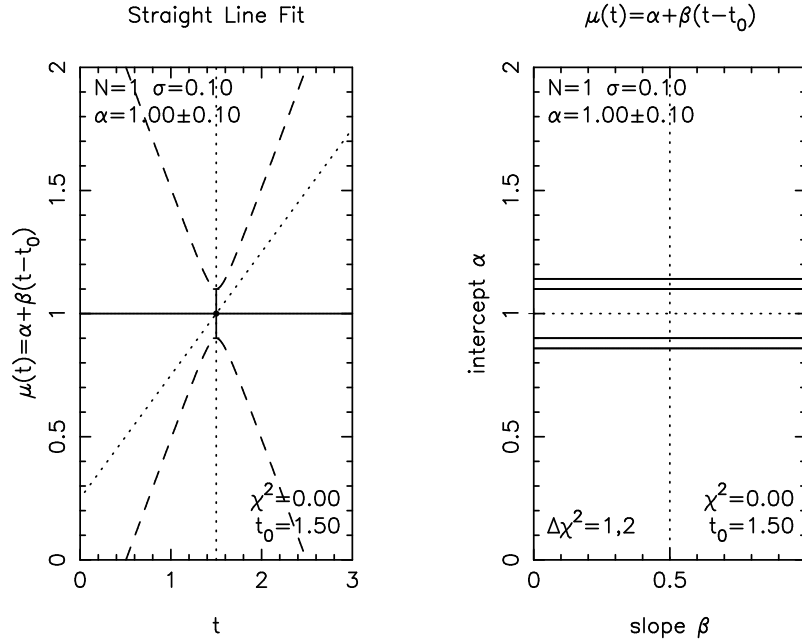 Straight Line Fit
N=1 σ=0.10
α=1.00±0.10
μ(t)=α+β(t−t₀)
2
1.5
1
0.5
0
χ²=0.00
t₀=1.50
0 1 2 3
t
μ(t)=α+β(t−t₀)
N=1 σ=0.10
α=1.00±0.10
intercept α
2
1.5
1
0.5
0
χ²=0.00
Δχ²=1,2 t₀=1.50
0 0.5
slope β